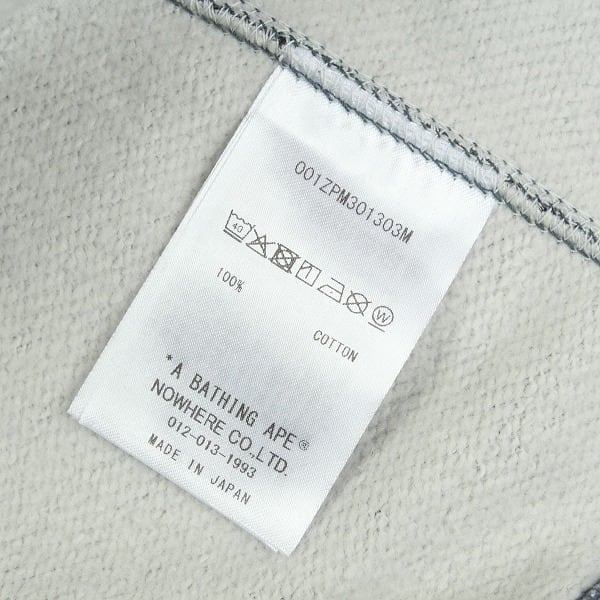 001ZPM301303M
40 W
100% COTTON
*A BATHING APE®
NOWHERE CO.,LTD.
012-013-1993
MADE IN JAPAN